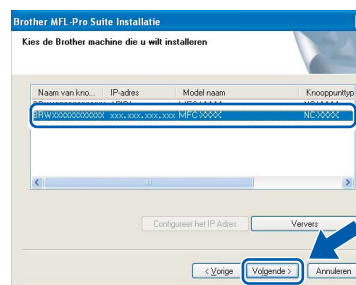 Brother MFL-Pro Suite Installatie
Kies de Brother machine die u wilt installeren
Naam van kno... IP-adres Model naam Knooppunttyp
BRWXXXXXXXXXXXX xxx.xxx.xxx.xxx MFC-XXXX NC-XXXX
Configureer het IP Adres Ververs
< Vorige Volgende > Annuleren